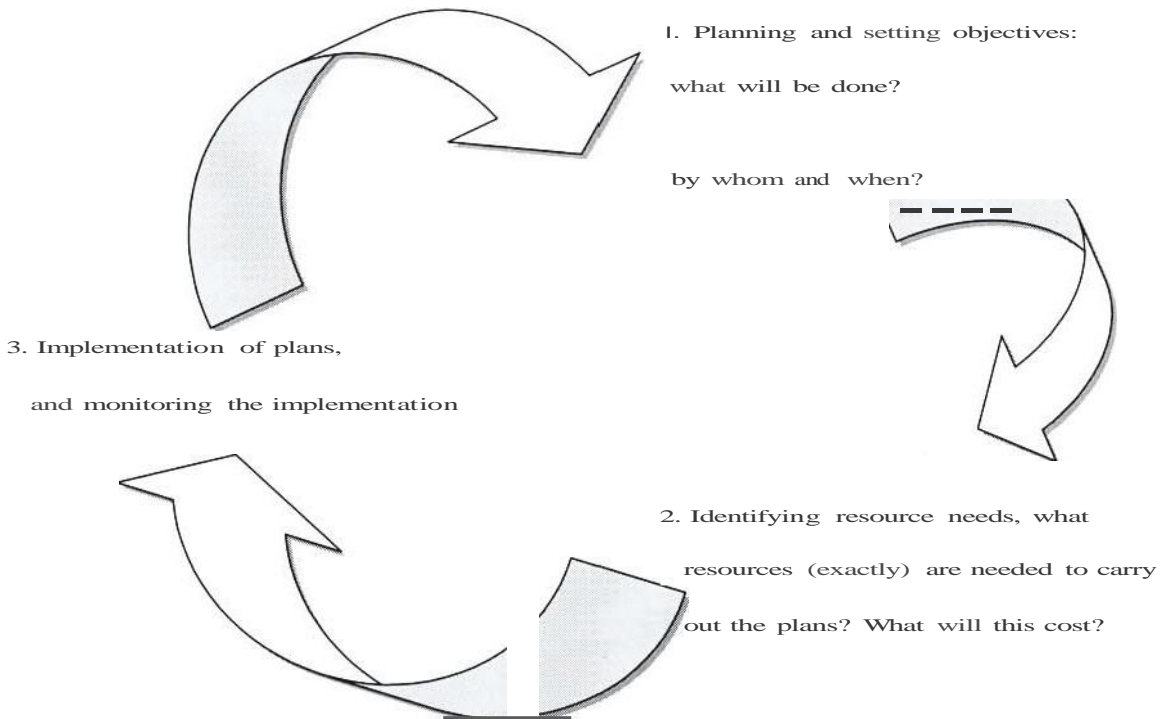 1. Planning and setting objectives:
what will be done?
by whom and when?
3. Implementation of plans,
and monitoring the implementation
2. Identifying resource needs, what
resources (exactly) are needed to carry
out the plans? What will this cost?